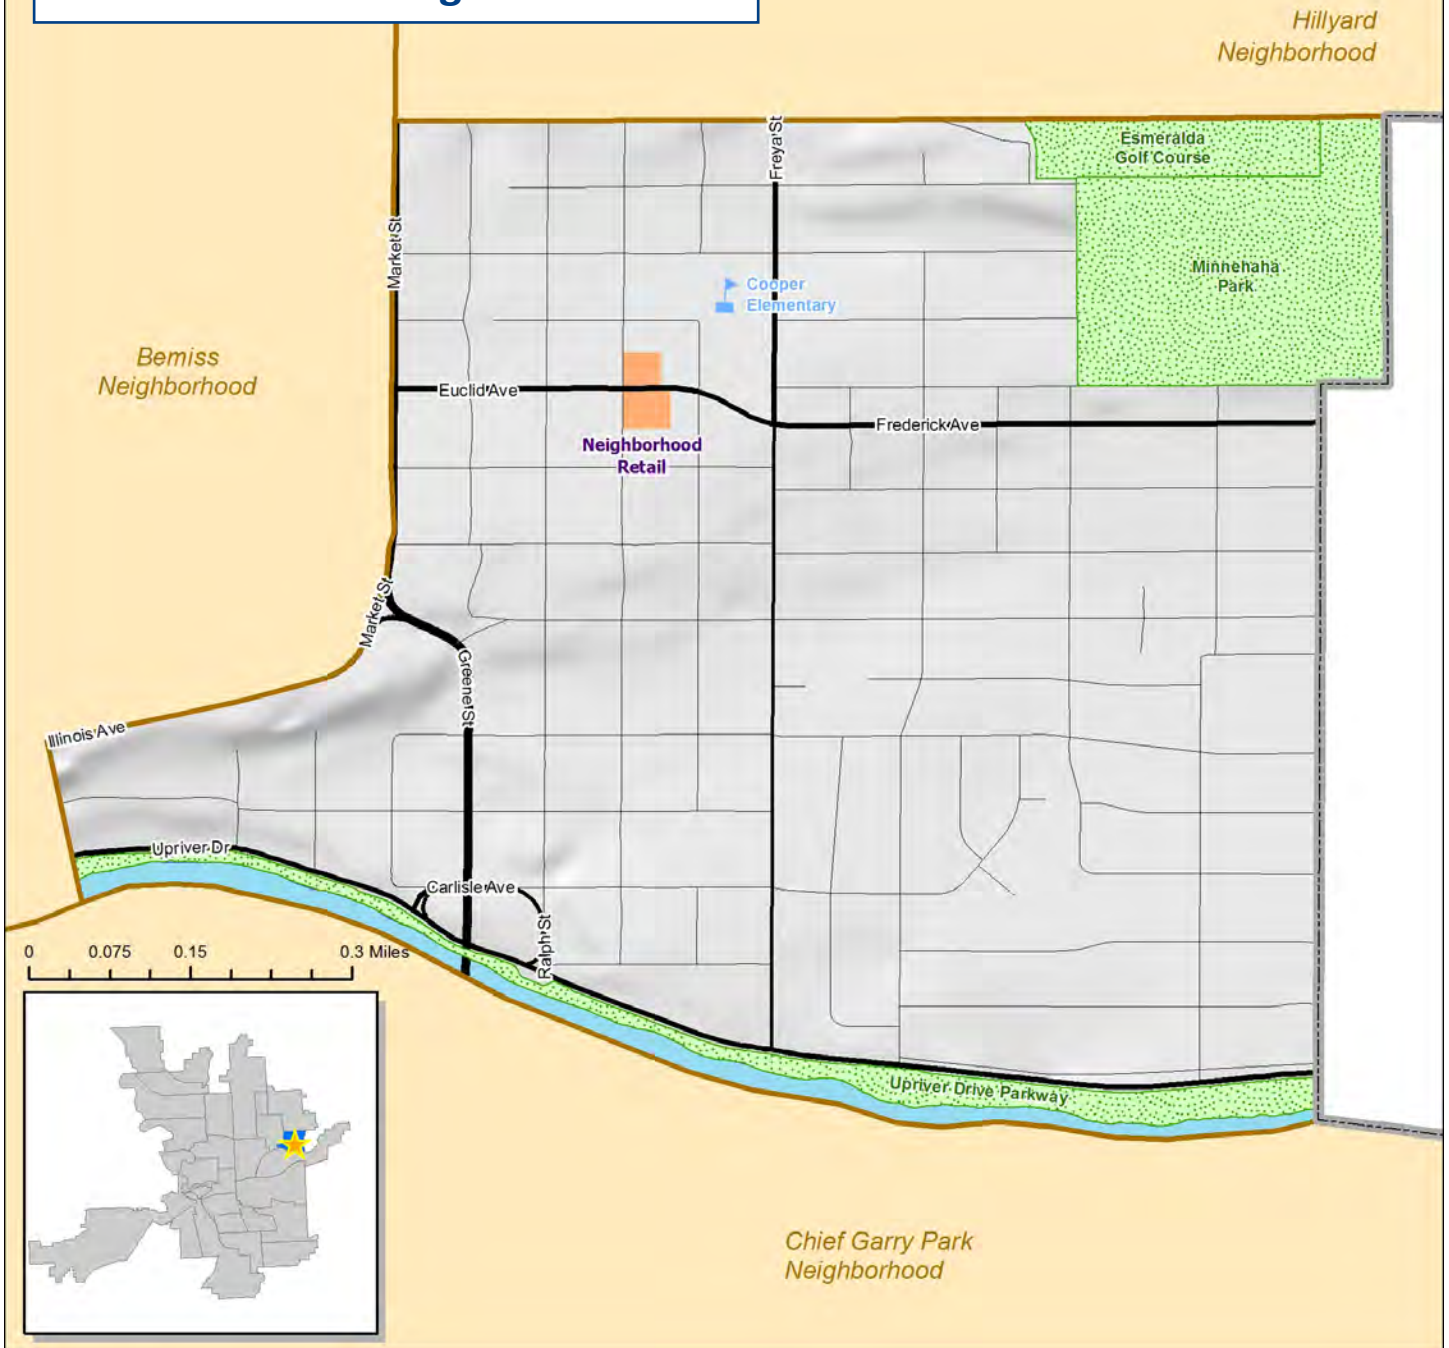 Hillyard
Neighborhood
Esmeralda
Golf Course
Freya St
Market St
Minnehaha
Park
Cooper
Elementary
Bemiss
Neighborhood
Euclid Ave
Frederick Ave
Neighborhood
Retail
Market St
Greene St
Illinois Ave
Upriver Dr
Carlisle Ave
Ralph St
0 0.075 0.15 0.3 Miles
Upriver Drive Parkway
Chief Garry Park
Neighborhood